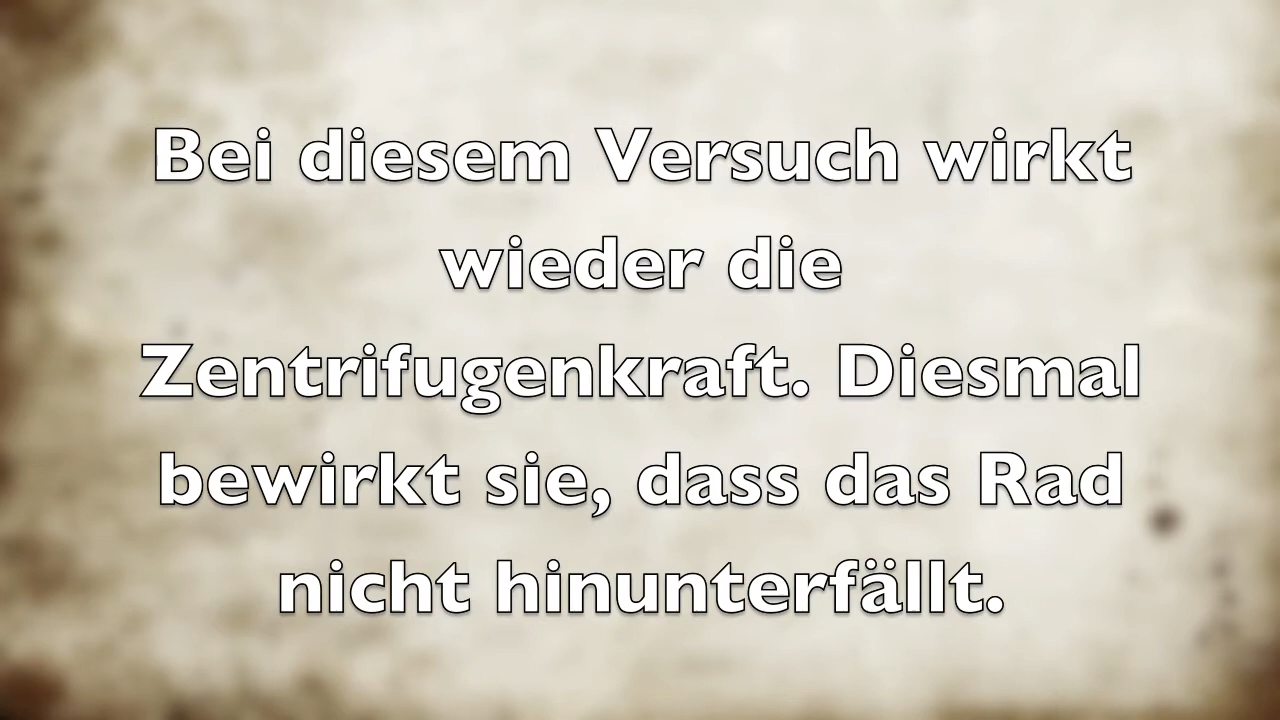 Bei diesem Versuch wirkt
wieder die
Zentrifugenkraft. Diesmal
bewirkt sie, dass das Rad
nicht hinunterfällt.